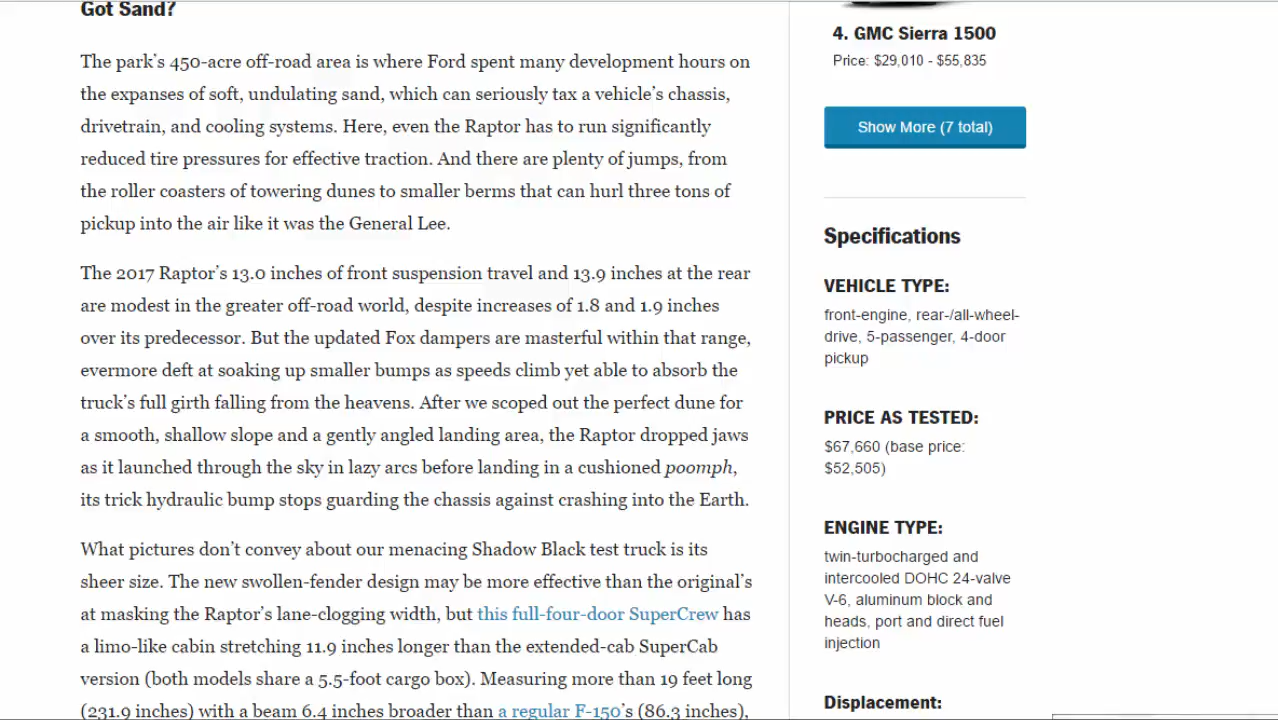 Got Sand?
The park's 450-acre off-road area is where Ford spent many development hours on
the expanses of soft, undulating sand, which can seriously tax a vehicle's chassis,
drivetrain, and cooling systems. Here, even the Raptor has to run significantly
reduced tire pressures for effective traction. And there are plenty of jumps, from
the roller coasters of towering dunes to smaller berms that can hurl three tons of
pickup into the air like it was the General Lee.
The 2017 Raptor's 13.0 inches of front suspension travel and 13.9 inches at the rear
are modest in the greater off-road world, despite increases of 1.8 and 1.9 inches
over its predecessor. But the updated Fox dampers are masterful within that range,
evermore deft at soaking up smaller bumps as speeds climb yet able to absorb the
truck's full girth falling from the heavens. After we scoped out the perfect dune for
a smooth, shallow slope and a gently angled landing area, the Raptor dropped jaws
as it launched through the sky in lazy arcs before landing in a cushioned poomph,
its trick hydraulic bump stops guarding the chassis against crashing into the Earth.
What pictures don't convey about our menacing Shadow Black test truck is its
sheer size. The new swollen-fender design may be more effective than the original's
at masking the Raptor's lane-clogging width, but this full-four-door SuperCrew has
a limo-like cabin stretching 11.9 inches longer than the extended-cab SuperCab
version (both models share a 5.5-foot cargo box). Measuring more than 19 feet long
(231.9 inches) with a beam 6.4 inches broader than a regular F-150's (86.3 inches),
4. GMC Sierra 1500
Price: $29,010 - $55,835
Show More (7 total)
Specifications
VEHICLE TYPE:
front-engine, rear-/all-wheel-
drive, 5-passenger, 4-door
pickup
PRICE AS TESTED:
$67,660 (base price:
$52,505)
ENGINE TYPE:
twin-turbocharged and
intercooled DOHC 24-valve
V-6, aluminum block and
heads, port and direct fuel
injection
Displacement: